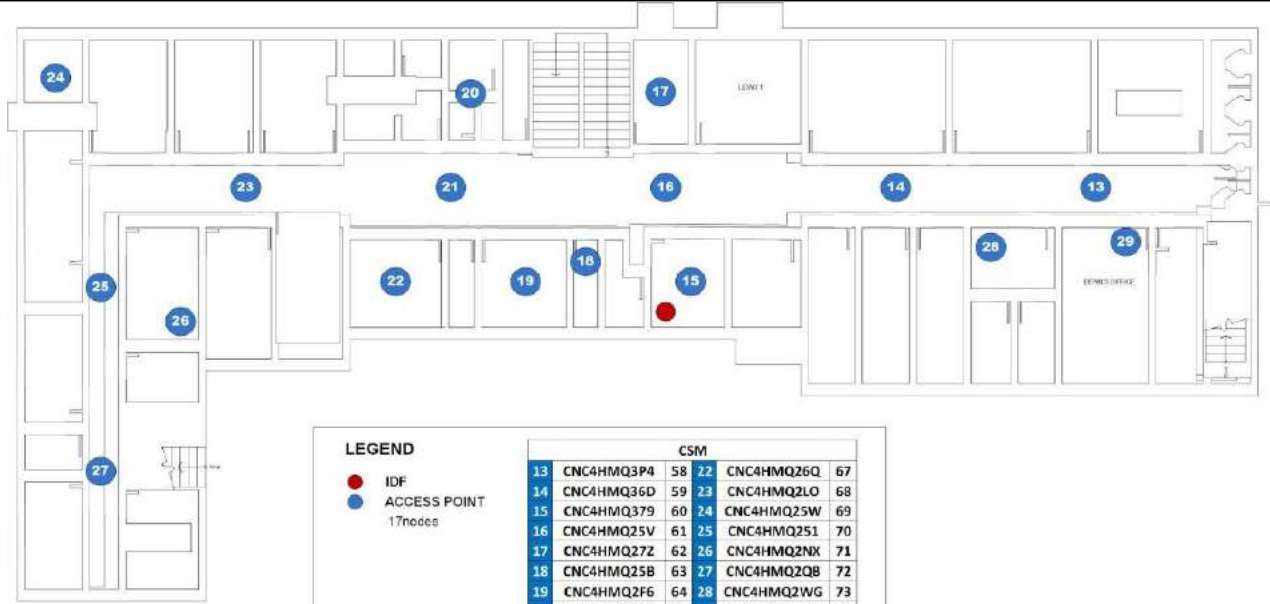 24
20
17
23
21
16
14
13
22
19
18
15
28
29
25
26
27
LEGEND
IDF
ACCESS POINT
17nodes
CSM
13 CNC4HMQ3P4 58 22 CNC4HMQ26Q 67
14 CNC4HMQ36D 59 23 CNC4HMQ2LO 68
15 CNC4HMQ379 60 24 CNC4HMQ25W 69
16 CNC4HMQ25V 61 25 CNC4HMQ251 70
17 CNC4HMQ27Z 62 26 CNC4HMQ2NX 71
18 CNC4HMQ25B 63 27 CNC4HMQ2QB 72
19 CNC4HMQ2F6 64 28 CNC4HMQ2WG 73